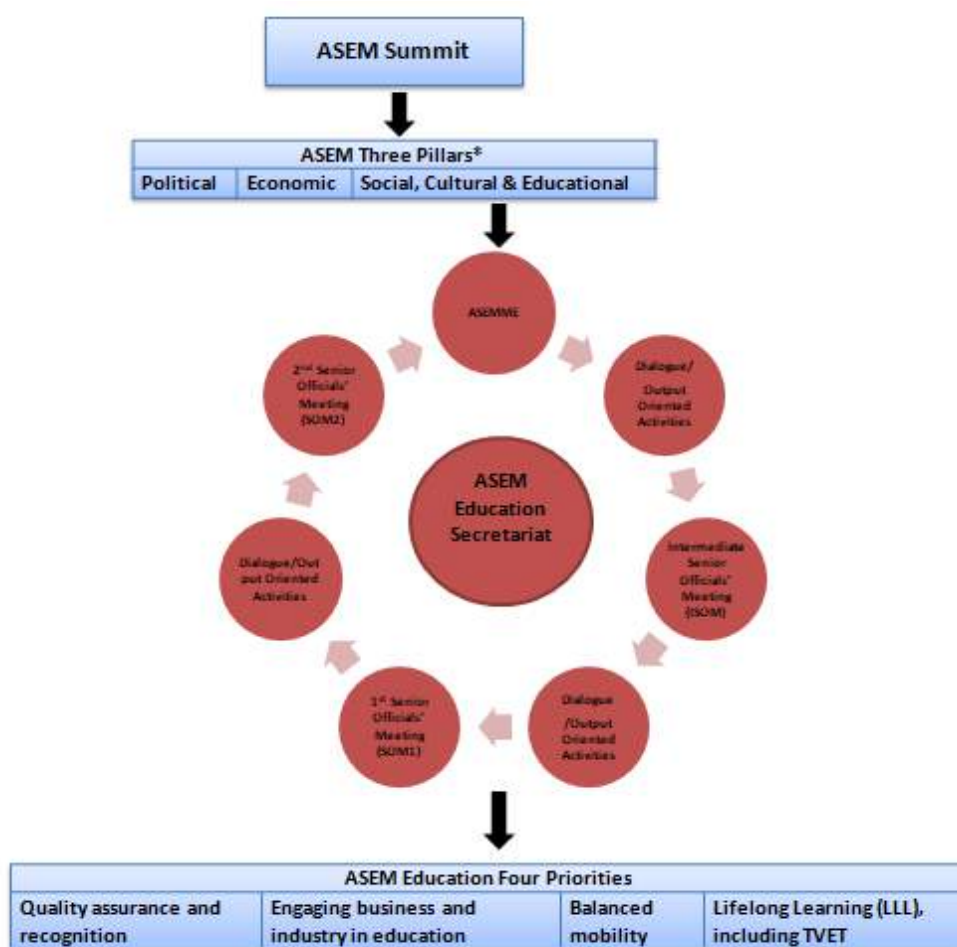 ASEM Summit
ASEM Three Pillars*
Political
Economic
Social, Cultural & Educational
ASEMME
Dialogue/
Output
Oriented
Activities
Intermediate
Senior
Officials'
Meeting
(ISOM)
Dialogue
/Output
Oriented
Activities
1st Senior
Officials'
Meeting
(SOM1)
Dialogue/Out
put Oriented
Activities
2nd Senior
Officials'
Meeting
(SOM2)
ASEM
Education
Secretariat
ASEM Education Four Priorities
Quality assurance and
recognition
Engaging business and
industry in education
Balanced
mobility
Lifelong Learning (LLL),
including TVET